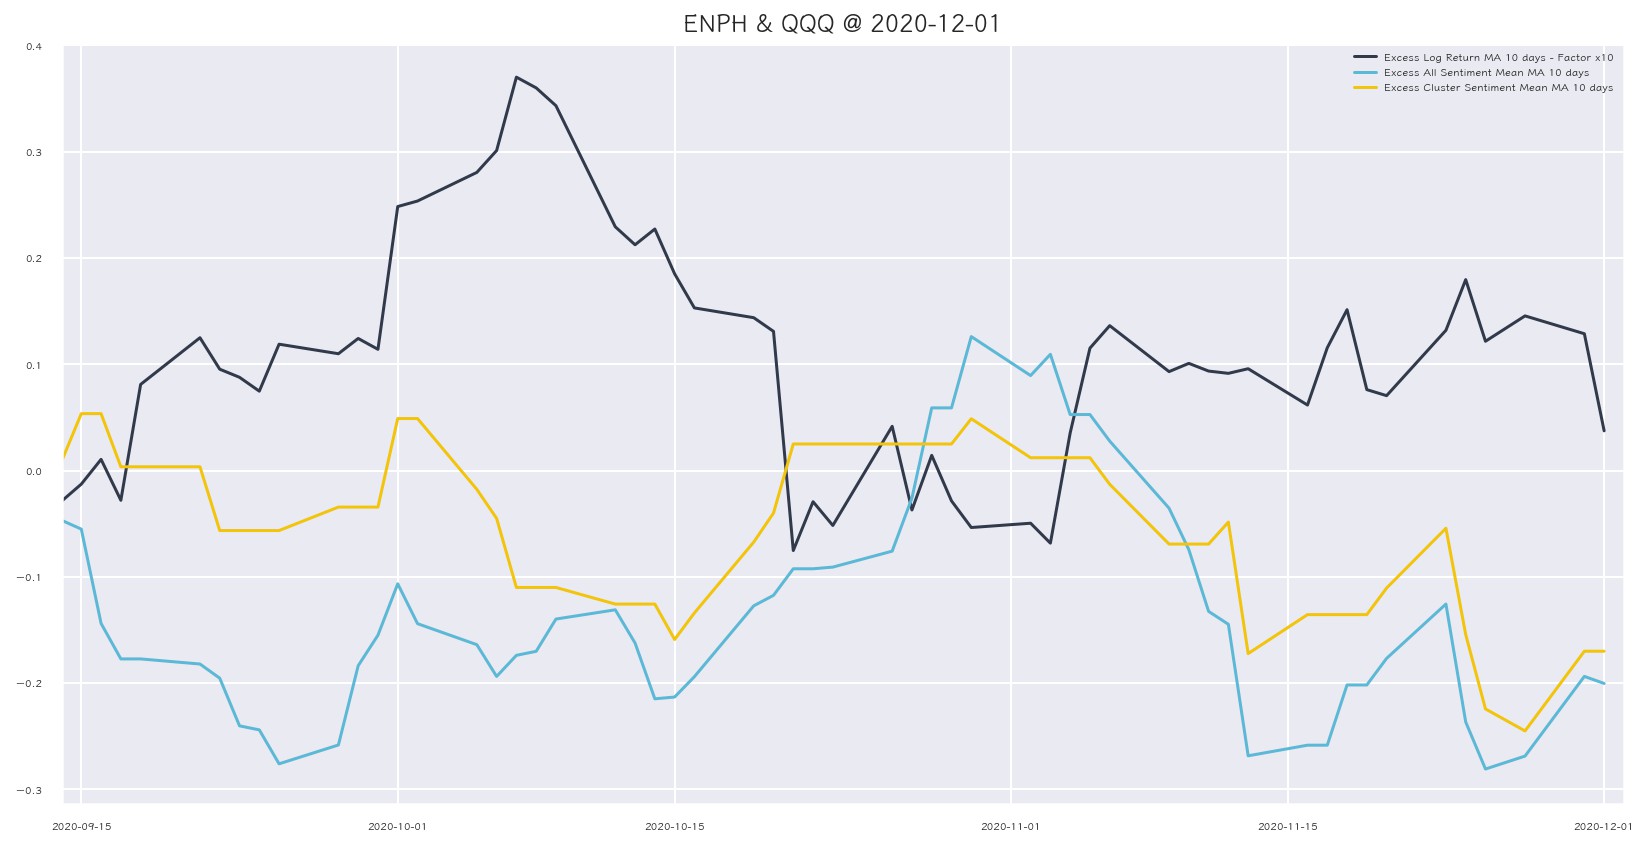 ENPH & QQQ @ 2020-12-01
Excess Log Return MA 10 days - Factor x10
Excess All Sentiment Mean MA 10 days
Excess Cluster Sentiment Mean MA 10 days
0.4
0.3
0.2
0.1
0.0
−0.1
−0.2
−0.3
2020-09-15 2020-10-01 2020-10-15 2020-11-01 2020-11-15 2020-12-01